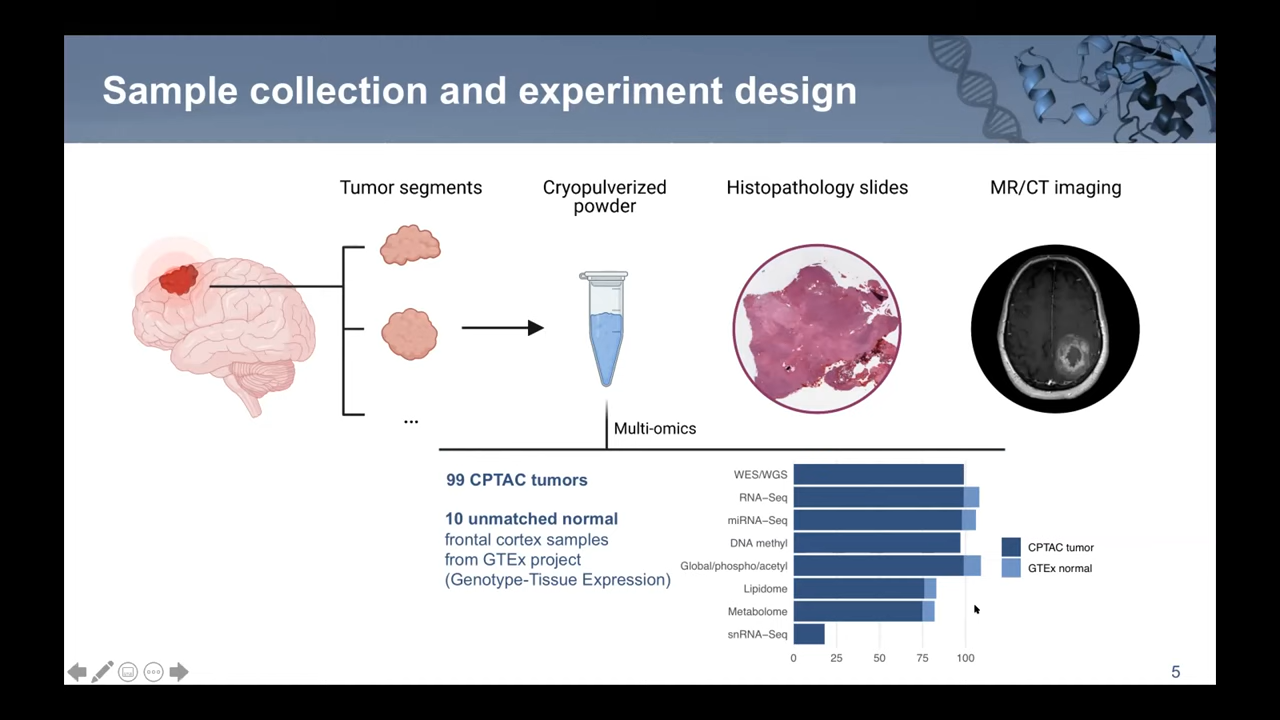 Sample collection and experiment design
Tumor segments
Cryopulverized
powder
Histopathology slides
MR/CT imaging
...
Multi-omics
99 CPTAC tumors
10 unmatched normal
frontal cortex samples
from GTEx project
(Genotype-Tissue Expression)
WES/WGS
RNA−Seq
miRNA−Seq
DNA methyl
Global/phospho/acetyl
Lipidome
Metabolome
snRNA−Seq
0 25 50 75 100
CPTAC tumor
GTEx normal
5